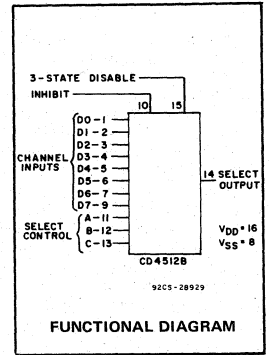 3-STATE DISABLE
INHIBIT
10 15
D0-1
D1-2
D2-3
CHANNEL INPUTS
D3-4
D4-5
D5-6
D6-7
D7-9
14 SELECT OUTPUT
SELECT CONTROL
A-11
B-12
C-13
VDD=16
VSS=8
CD4512B
92CS-28929
FUNCTIONAL DIAGRAM